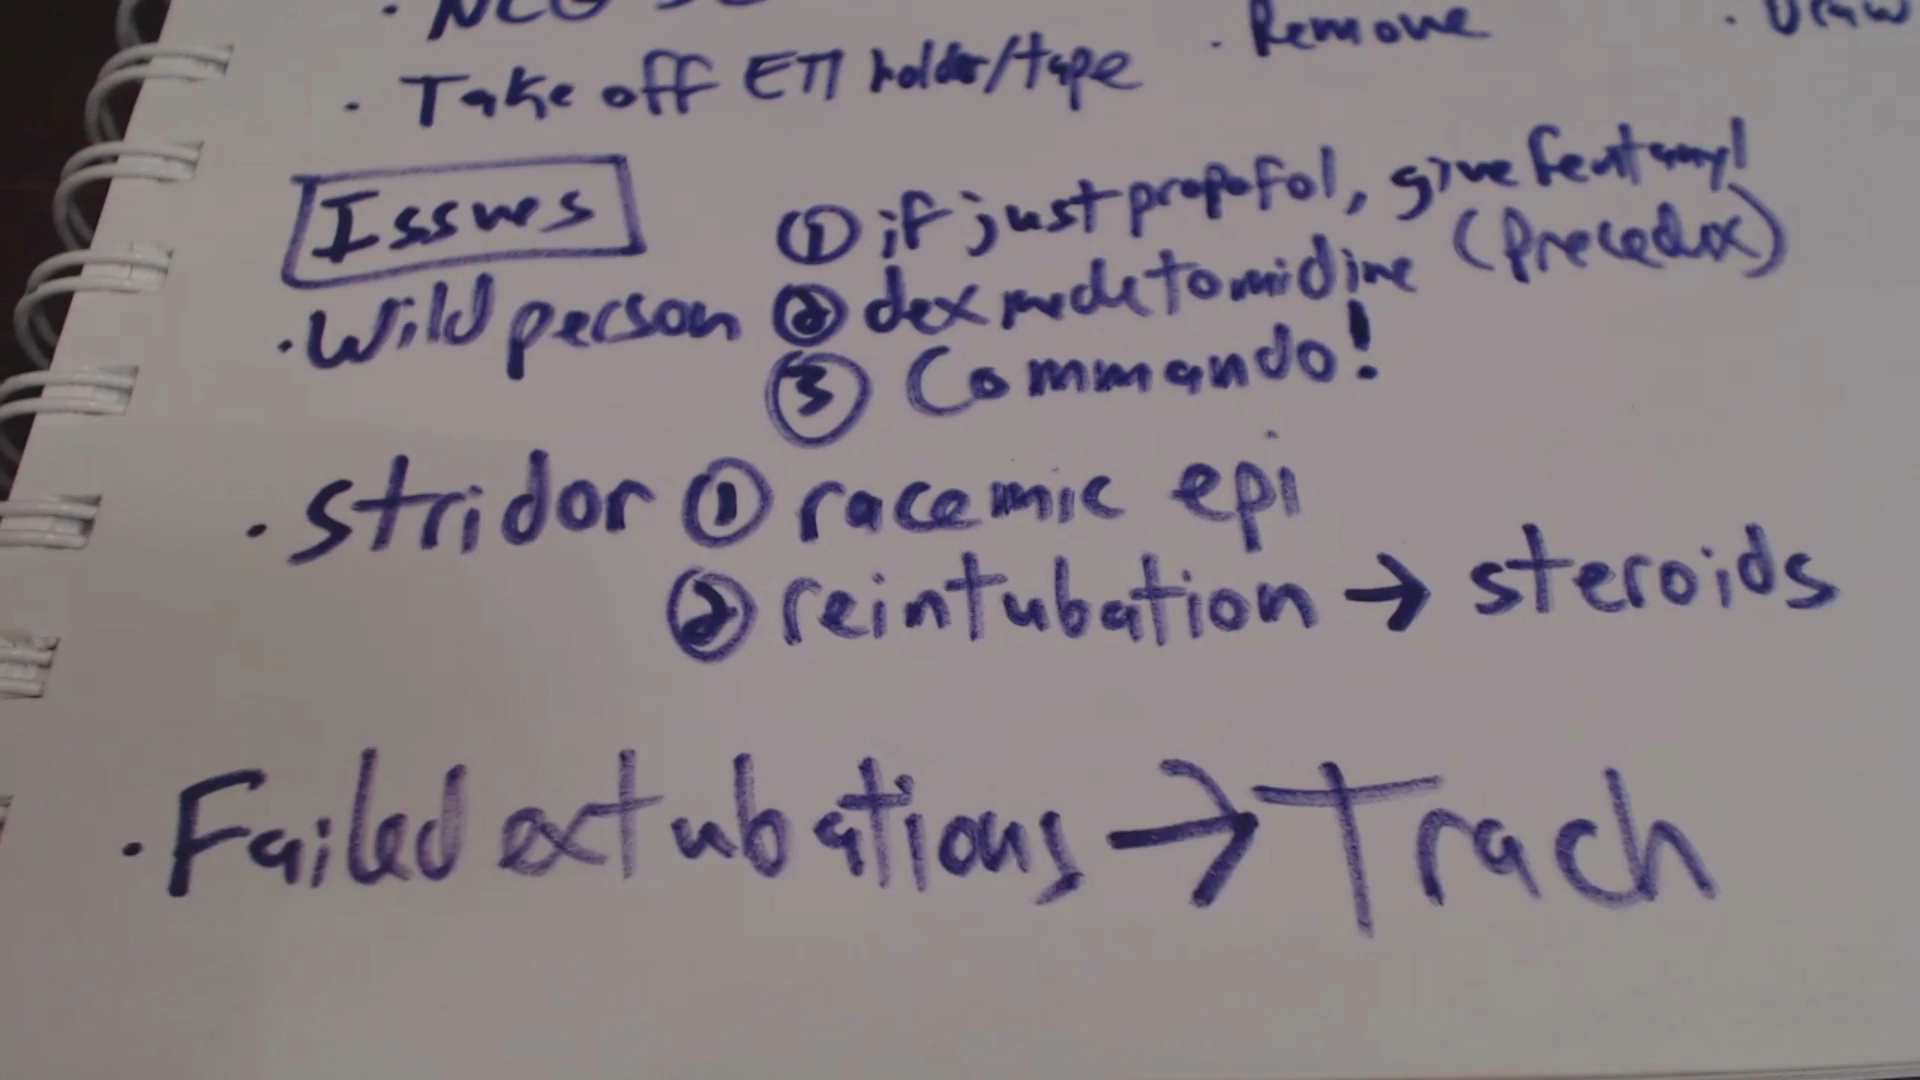 · Remove
· Take off ETT holder/tape
Issues
① if just propofol, give fentanyl
· Wild person ② dexmedetomidine (Precedex)
③ Commando!
· stridor ① racemic epi
② reintubation → steroids
· Failed extubations → Trach